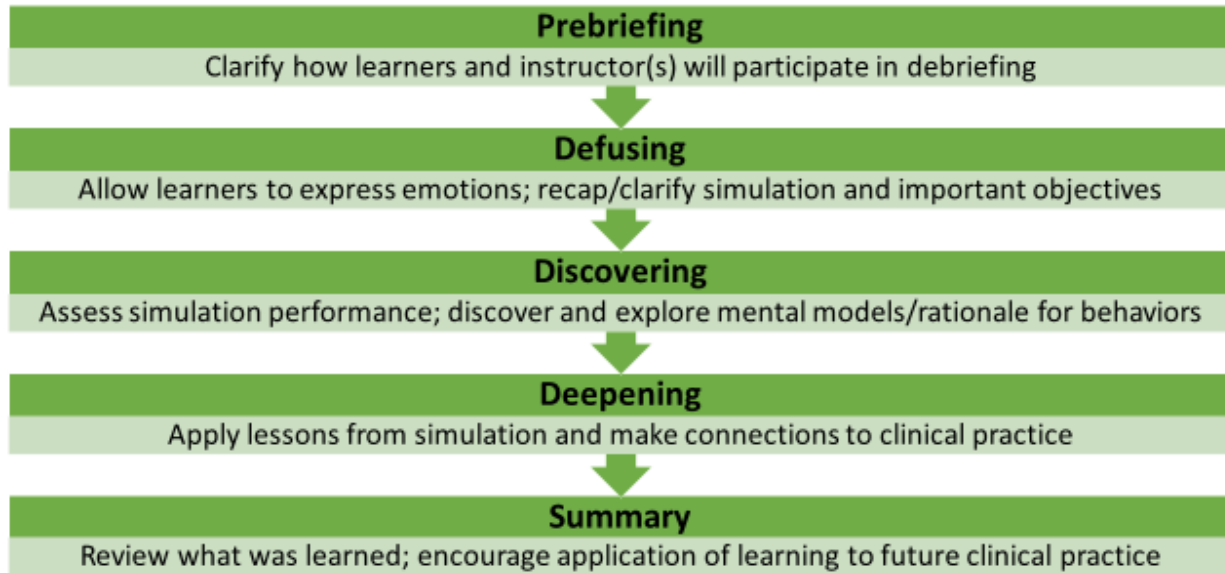 Prebriefing
Clarify how learners and instructor(s) will participate in debriefing
Defusing
Allow learners to express emotions; recap/clarify simulation and important objectives
Discovering
Assess simulation performance; discover and explore mental models/rationale for behaviors
Deepening
Apply lessons from simulation and make connections to clinical practice
Summary
Review what was learned; encourage application of learning to future clinical practice